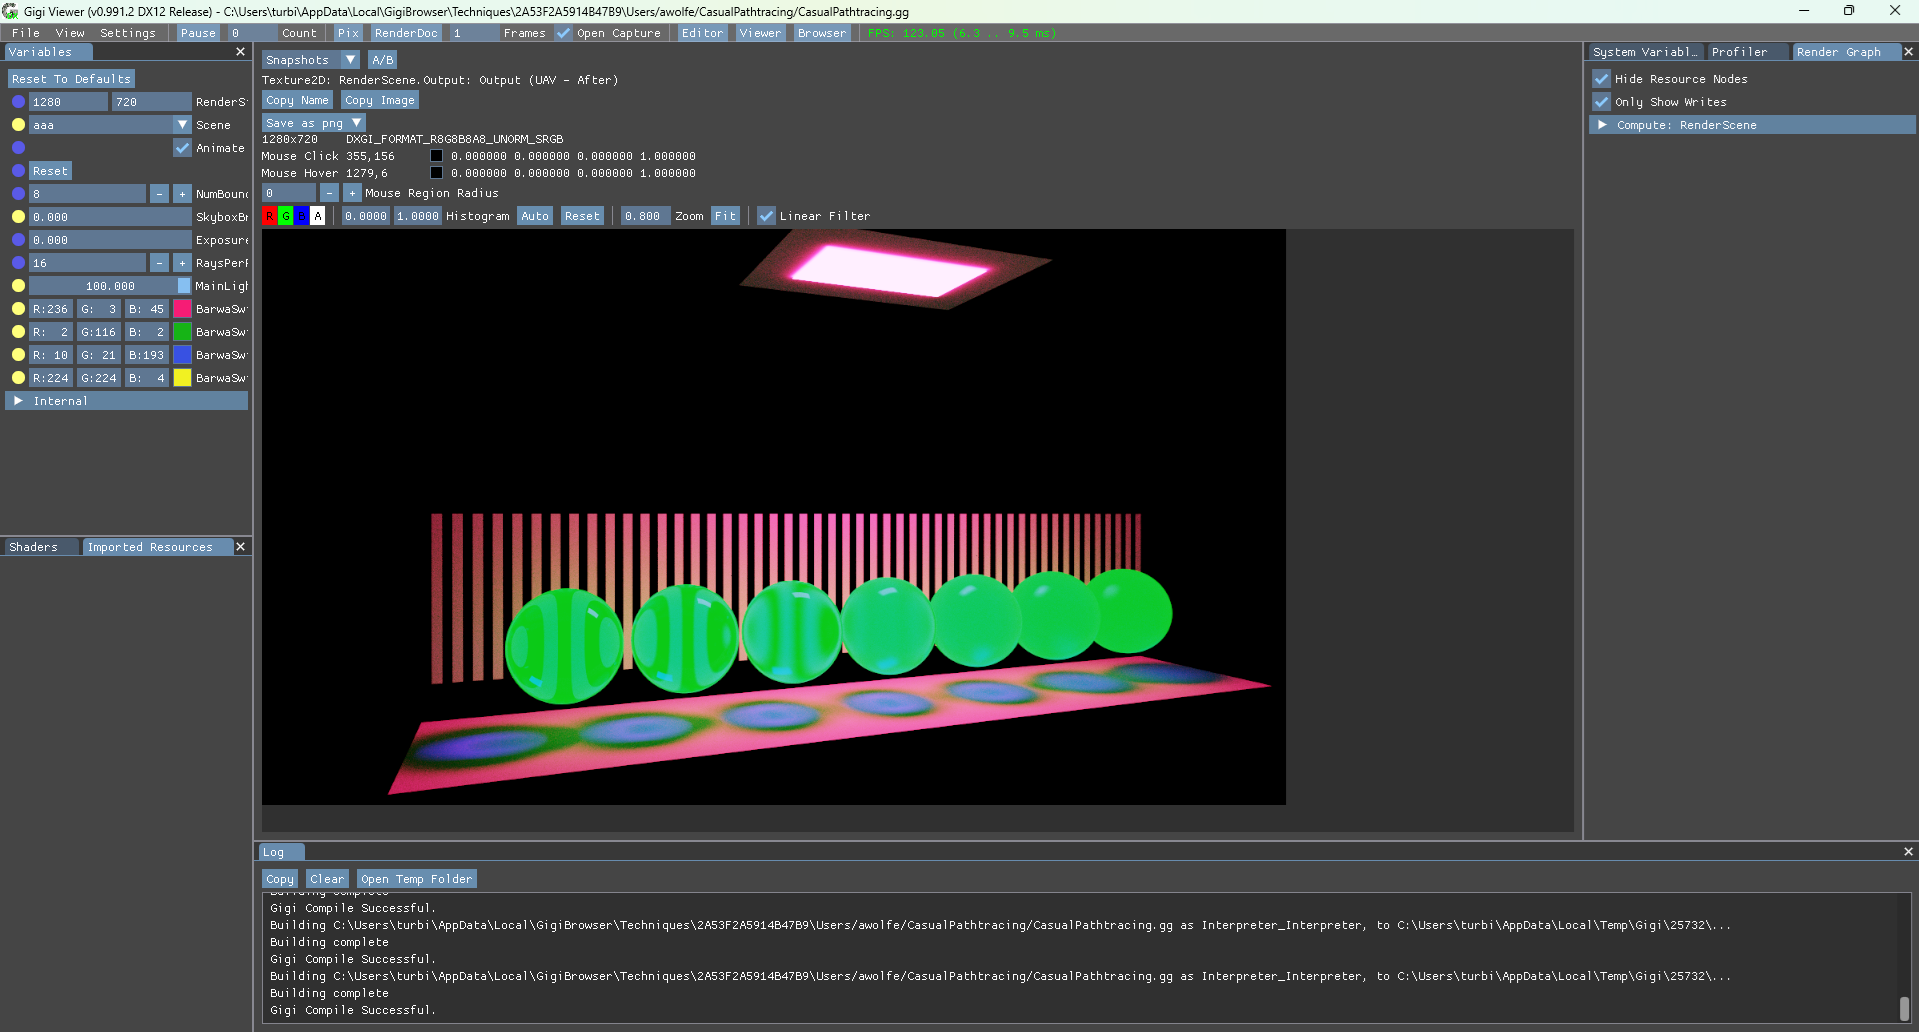 Gigi Viewer (v0.991.2 DX12 Release) - C:\Users\turbi\AppData\Local\GigiBrowser\Techniques\2A53F2A5914B47B9\Users/awolfe/CasualPathtracing/CasualPathtracing.gg
File View Settings Pause 0 Count Pix RenderDoc 1 Frames Open Capture Editor Viewer Browser FPS: 123.05 (6.3 .. 9.5 ms)
Variables
Reset To Defaults
1280 720 RenderS
aaa Scene
Animate
Reset
8 - + NumBoun
0.000 SkyboxBr
0.000 Exposure
16 - + RaysPerF
100.000 MainLigh
R:236 G: 3 B: 45 BarwaSw
R: 2 G:116 B: 2 BarwaSw
R: 10 G: 21 B:193 BarwaSw
R:224 G:224 B: 4 BarwaSw
Internal
Shaders Imported Resources
Snapshots A/B
Texture2D: RenderScene.Output: Output (UAV - After)
Copy Name Copy Image
Save as png
1280x720 DXGI_FORMAT_R8G8B8A8_UNORM_SRGB
Mouse Click 355,156 0.000000 0.000000 0.000000 1.000000
Mouse Hover 1279,6 0.000000 0.000000 0.000000 1.000000
0 - + Mouse Region Radius
R G B A 0.0000 1.0000 Histogram Auto Reset 0.800 Zoom Fit Linear Filter
System Variabl.. Profiler Render Graph
Hide Resource Nodes
Only Show Writes
Compute: RenderScene
Log
Copy Clear Open Temp Folder
Building complete
Gigi Compile Successful.
Building C:\Users\turbi\AppData\Local\GigiBrowser\Techniques\2A53F2A5914B47B9\Users/awolfe/CasualPathtracing/CasualPathtracing.gg as Interpreter_Interpreter, to C:\Users\turbi\AppData\Local\Temp\Gigi\25732\...
Building complete
Gigi Compile Successful.
Building C:\Users\turbi\AppData\Local\GigiBrowser\Techniques\2A53F2A5914B47B9\Users/awolfe/CasualPathtracing/CasualPathtracing.gg as Interpreter_Interpreter, to C:\Users\turbi\AppData\Local\Temp\Gigi\25732\...
Building complete
Gigi Compile Successful.